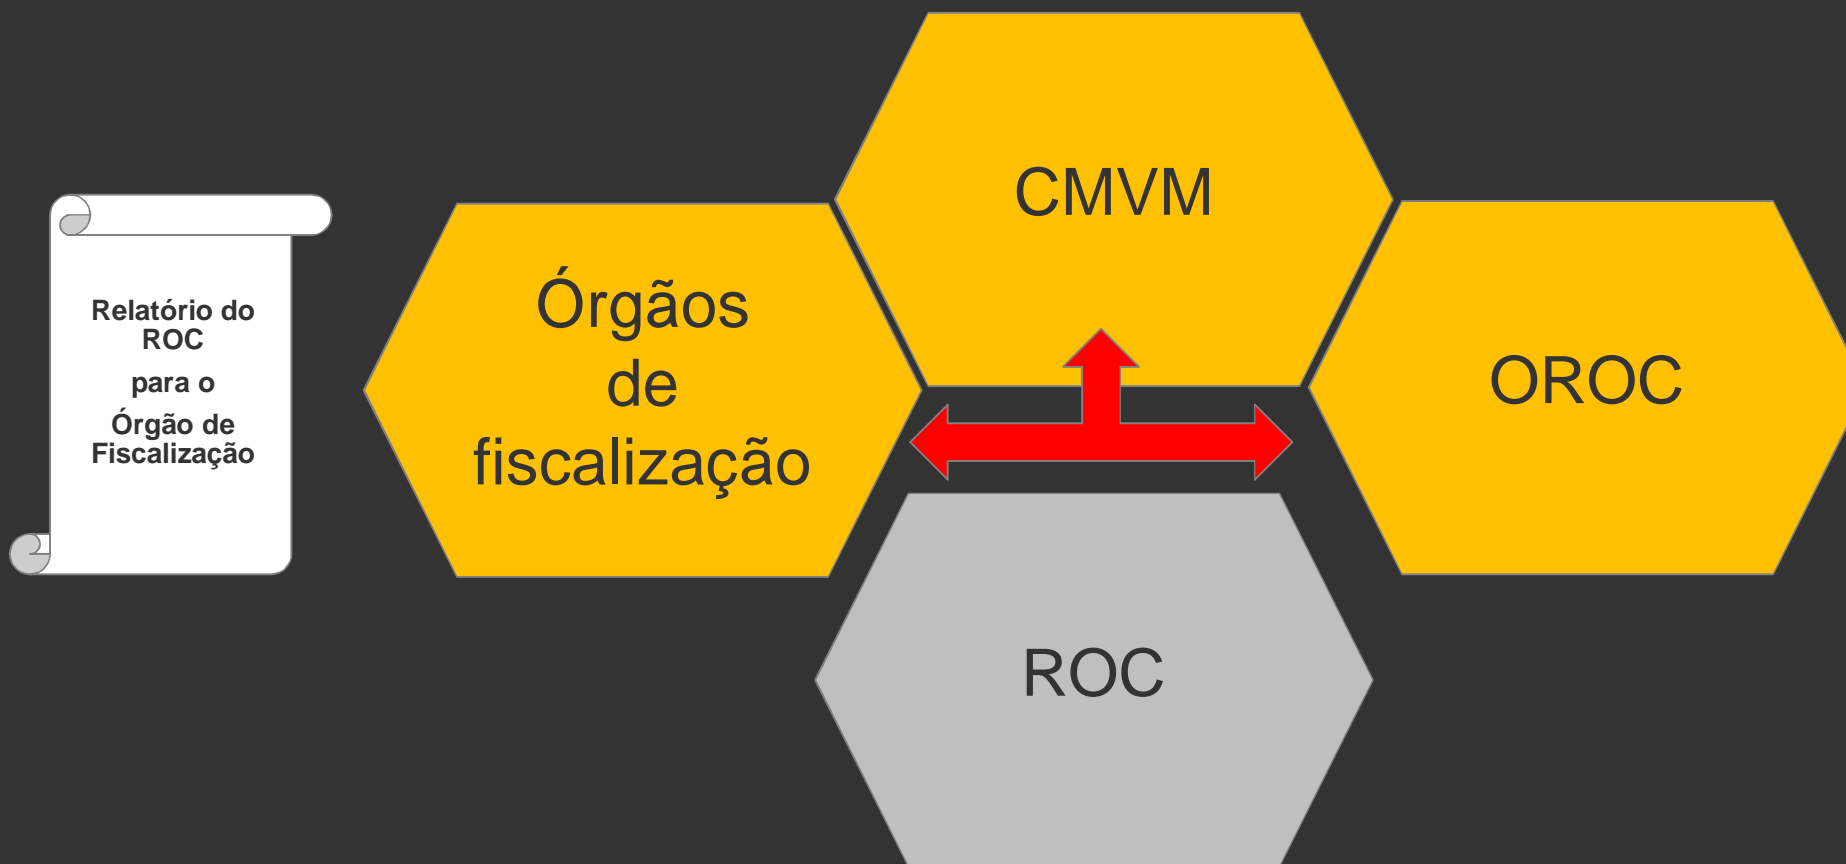 Relatório do
ROC
para o
Órgão de
Fiscalização
Órgãos
de
fiscalização
CMVM
OROC
ROC